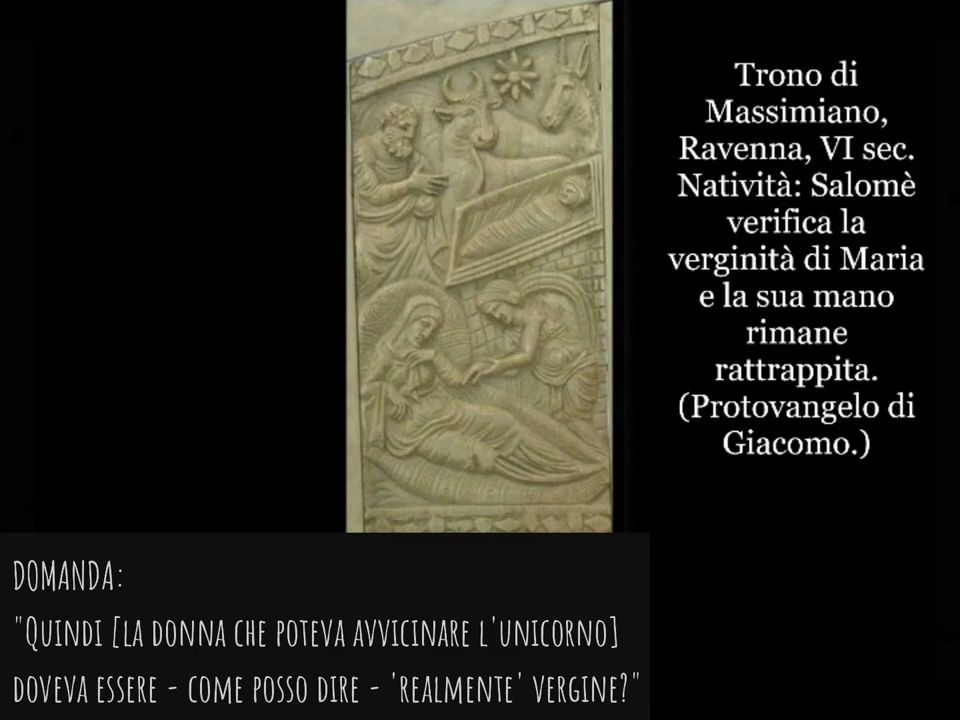 Trono di
Massimiano,
Ravenna, VI sec.
Natività: Salomè
verifica la
verginità di Maria
e la sua mano
rimane
rattrappita.
(Protovangelo di
Giacomo.)
DOMANDA:
"Quindi [la donna che poteva avvicinare l'unicorno]
doveva essere - come posso dire - 'realmente' vergine?"